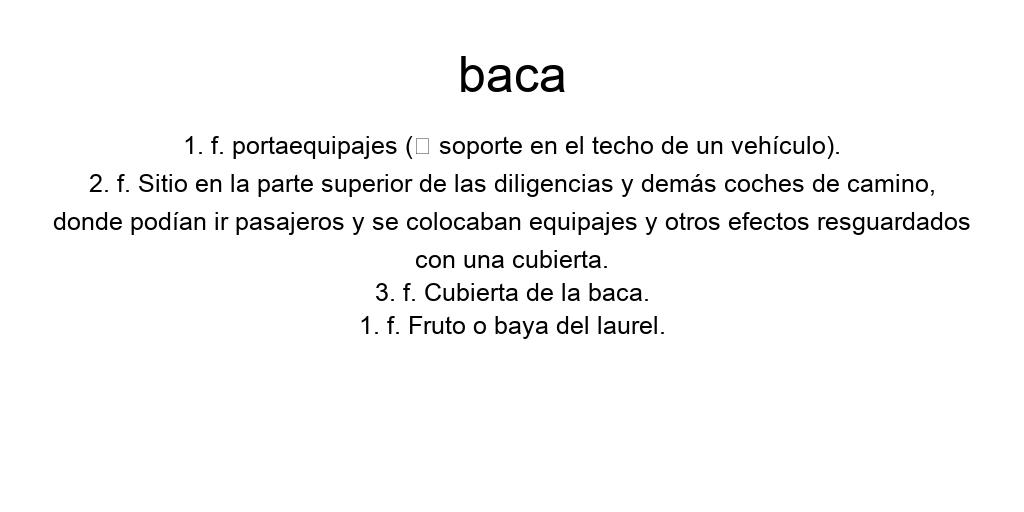 baca
1. f. portaequipajes (□ soporte en el techo de un vehículo).
2. f. Sitio en la parte superior de las diligencias y demás coches de camino,
donde podían ir pasajeros y se colocaban equipajes y otros efectos resguardados
con una cubierta.
3. f. Cubierta de la baca.
1. f. Fruto o baya del laurel.